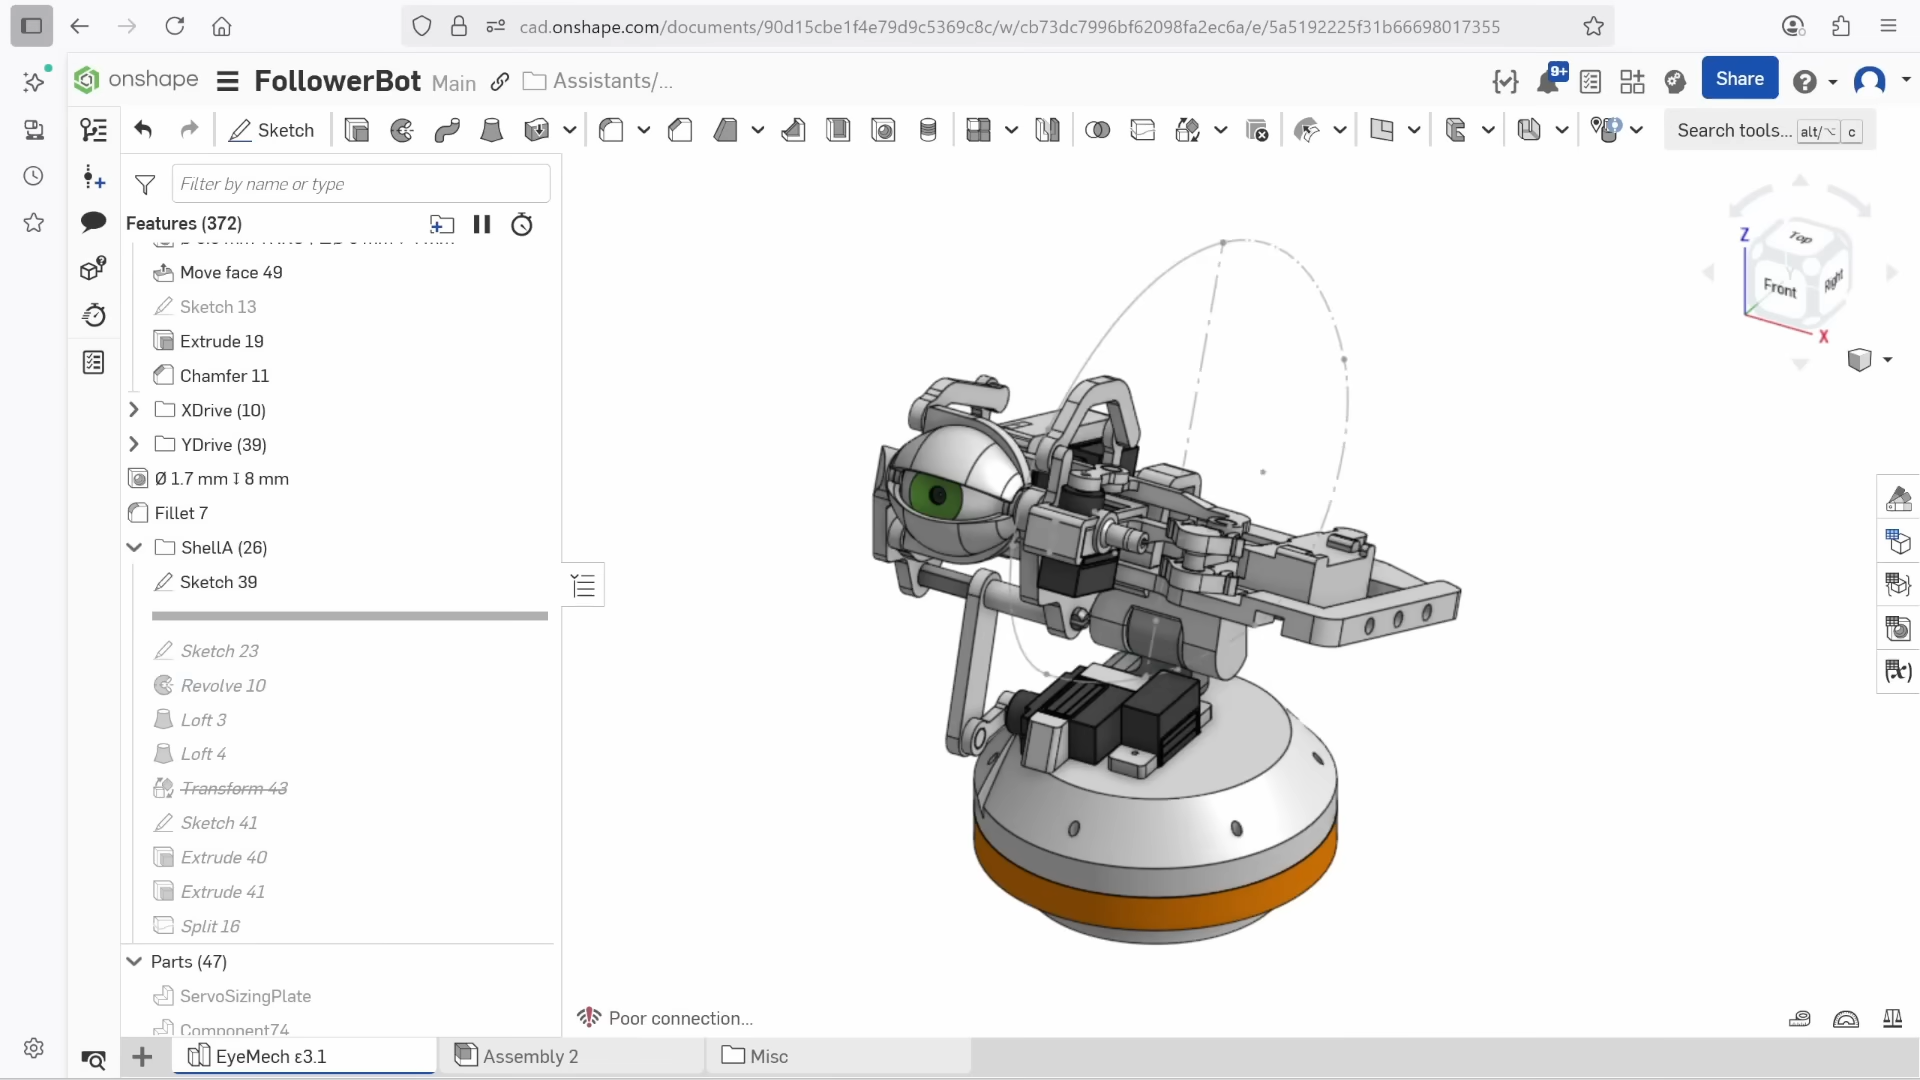 cad.onshape.com/documents/90d15cbe1f4e79d9c5369c8c/w/cb73dc7996bf62098fa2ec6a/e/5a5192225f31b66698017355
onshape
FollowerBot
Main
Assistants/...
9+
Share
Sketch
Search tools...
alt/⌥
c
Filter by name or type
Features (372)
Move face 49
Sketch 13
Extrude 19
Chamfer 11
XDrive (10)
YDrive (39)
Ø 1.7 mm ↧ 8 mm
Fillet 7
ShellA (26)
Sketch 39
Sketch 23
Revolve 10
Loft 3
Loft 4
Transform 43
Sketch 41
Extrude 40
Extrude 41
Split 16
Parts (47)
ServoSizingPlate
Component74
Z
Top
Front
Right
X
Poor connection...
EyeMech ε3.1
Assembly 2
Misc